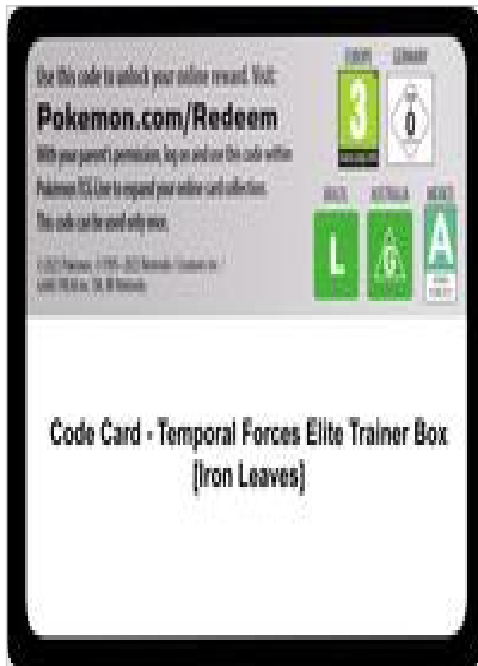 Use this code to unlock your online reward. Visit:
Pokemon.com/Redeem
With your parent's permission, log on and use this code within
Pokémon TCG Live to expand your online card collection.
This code can be used only once.
EUROPE GERMANY
3
0
BRAZIL AUSTRALIA MEXICO
L
G
A
Code Card - Temporal Forces Elite Trainer Box
[Iron Leaves]